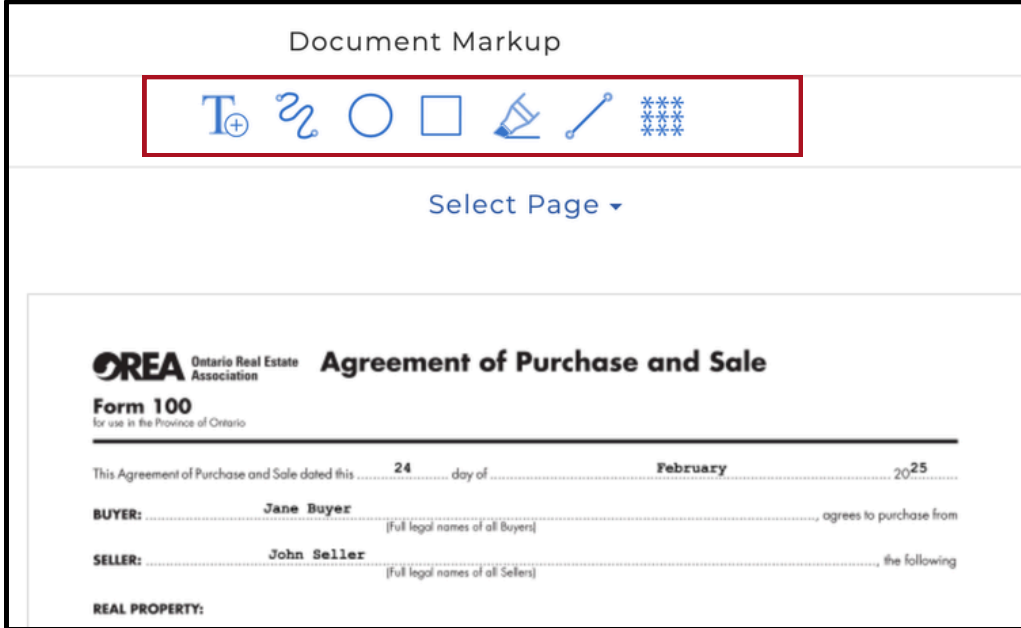 Document Markup
T
Select Page
OREA Ontario Real Estate Association Agreement of Purchase and Sale
Form 100
for use in the Province of Ontario
This Agreement of Purchase and Sale dated this 24 day of February 2025
BUYER: Jane Buyer, agrees to purchase from
(Full legal names of all Buyers)
SELLER: John Seller, the following
(Full legal names of all Sellers)
REAL PROPERTY: